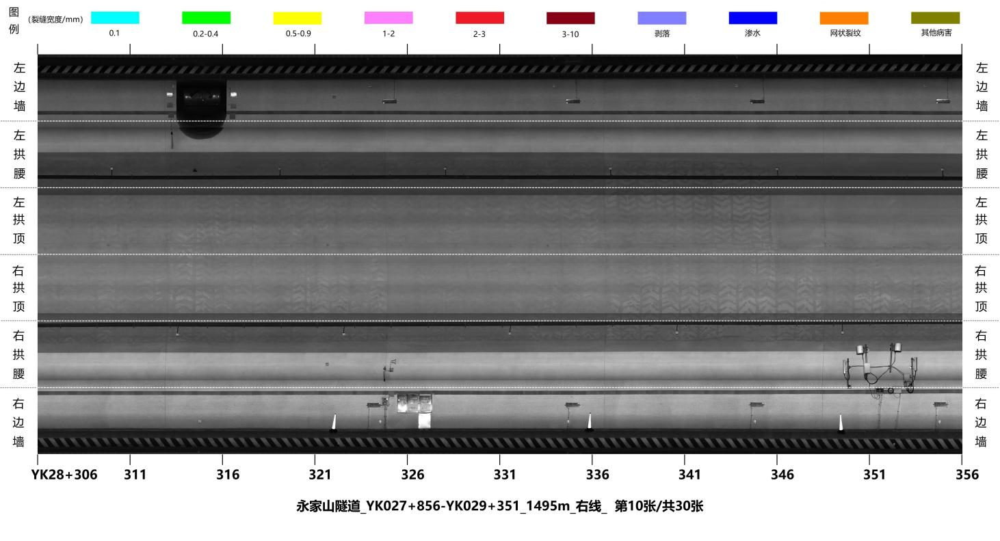 图例 (裂缝宽度/mm) 0.1 0.2-0.4 0.5-0.9 1-2 2-3 3-10 剥落 渗水 网状裂纹 其他病害
左边墙 左边墙
左拱腰 左拱腰
左拱顶 左拱顶
右拱顶 右拱顶
右拱腰 右拱腰
右边墙 右边墙
YK28+306 311 316 321 326 331 336 341 346 351 356
永家山隧道_YK027+856-YK029+351_1495m_右线_ 第10张/共30张